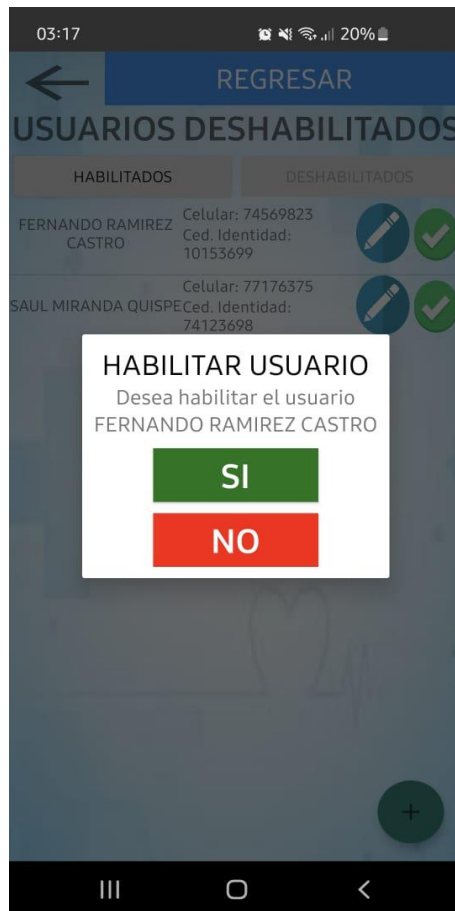 03:17
20%
REGRESAR
USUARIOS DESHABILITADOS
HABILITADOS
DESHABILITADOS
FERNANDO RAMIREZ
CASTRO
Celular: 74569823
Ced. Identidad:
10153699
SAUL MIRANDA QUISPE
Celular: 77176375
Ced. Identidad:
74123698
HABILITAR USUARIO
Desea habilitar el usuario
FERNANDO RAMIREZ CASTRO
SI
NO
+